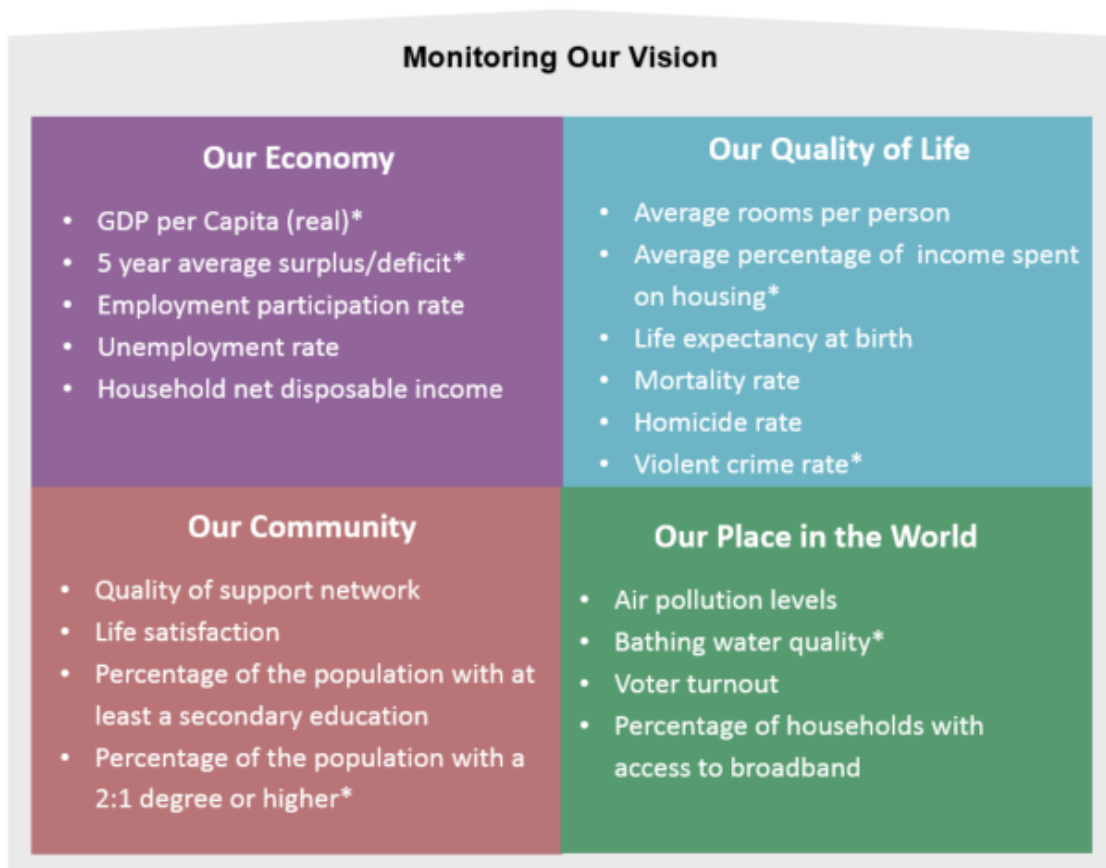 Monitoring Our Vision
Our Economy
• GDP per Capita (real)*
• 5 year average surplus/deficit*
• Employment participation rate
• Unemployment rate
• Household net disposable income
Our Quality of Life
• Average rooms per person
• Average percentage of income spent
on housing*
• Life expectancy at birth
• Mortality rate
• Homicide rate
• Violent crime rate*
Our Community
• Quality of support network
• Life satisfaction
• Percentage of the population with at
least a secondary education
• Percentage of the population with a
2:1 degree or higher*
Our Place in the World
• Air pollution levels
• Bathing water quality*
• Voter turnout
• Percentage of households with
access to broadband